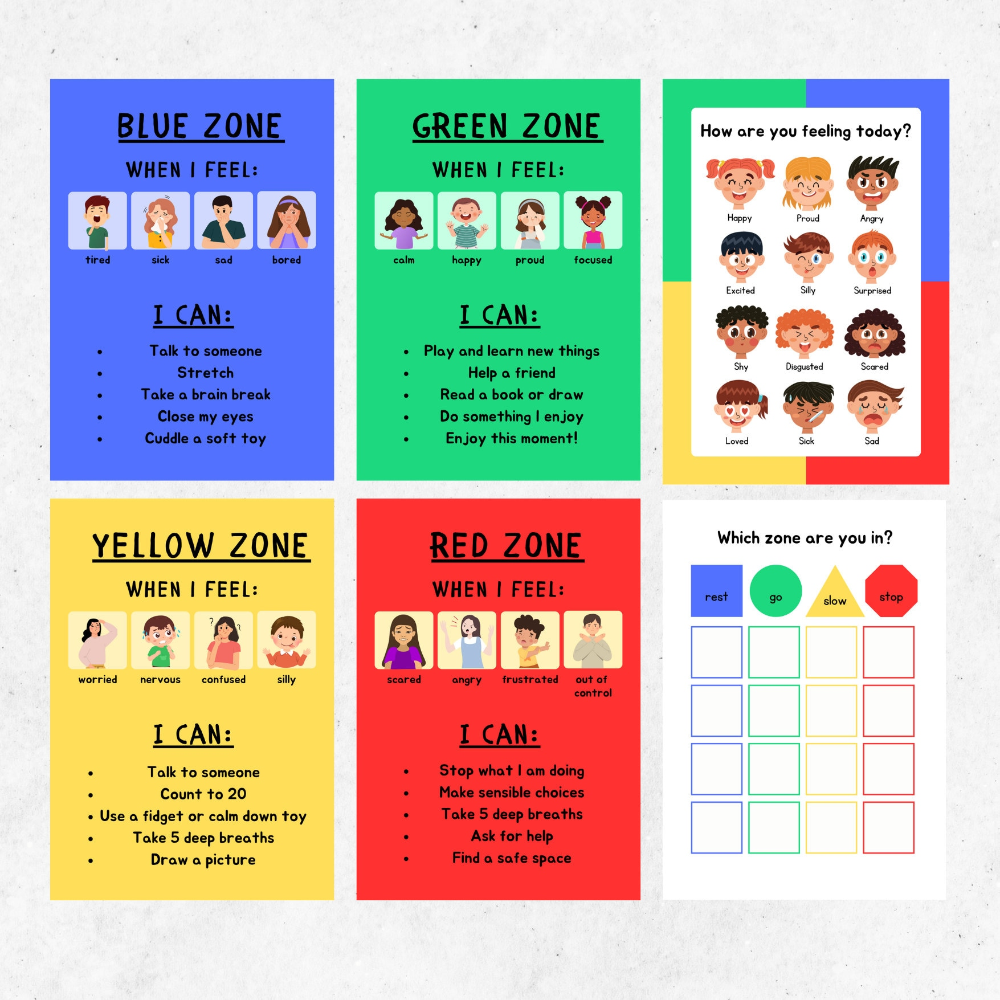 BLUE ZONE
WHEN I FEEL:
tired sick sad bored
I CAN:
• Talk to someone
• Stretch
• Take a brain break
• Close my eyes
• Cuddle a soft toy
GREEN ZONE
WHEN I FEEL:
calm happy proud focused
I CAN:
• Play and learn new things
• Help a friend
• Read a book or draw
• Do something I enjoy
• Enjoy this moment!
How are you feeling today?
Happy Proud Angry
Excited Silly Surprised
Shy Disgusted Scared
Loved Sick Sad
YELLOW ZONE
WHEN I FEEL:
? ?
worried nervous confused silly
I CAN:
• Talk to someone
• Count to 20
• Use a fidget or calm down toy
• Take 5 deep breaths
• Draw a picture
RED ZONE
WHEN I FEEL:
scared angry frustrated out of
control
I CAN:
• Stop what I am doing
• Make sensible choices
• Take 5 deep breaths
• Ask for help
• Find a safe space
Which zone are you in?
rest go slow stop